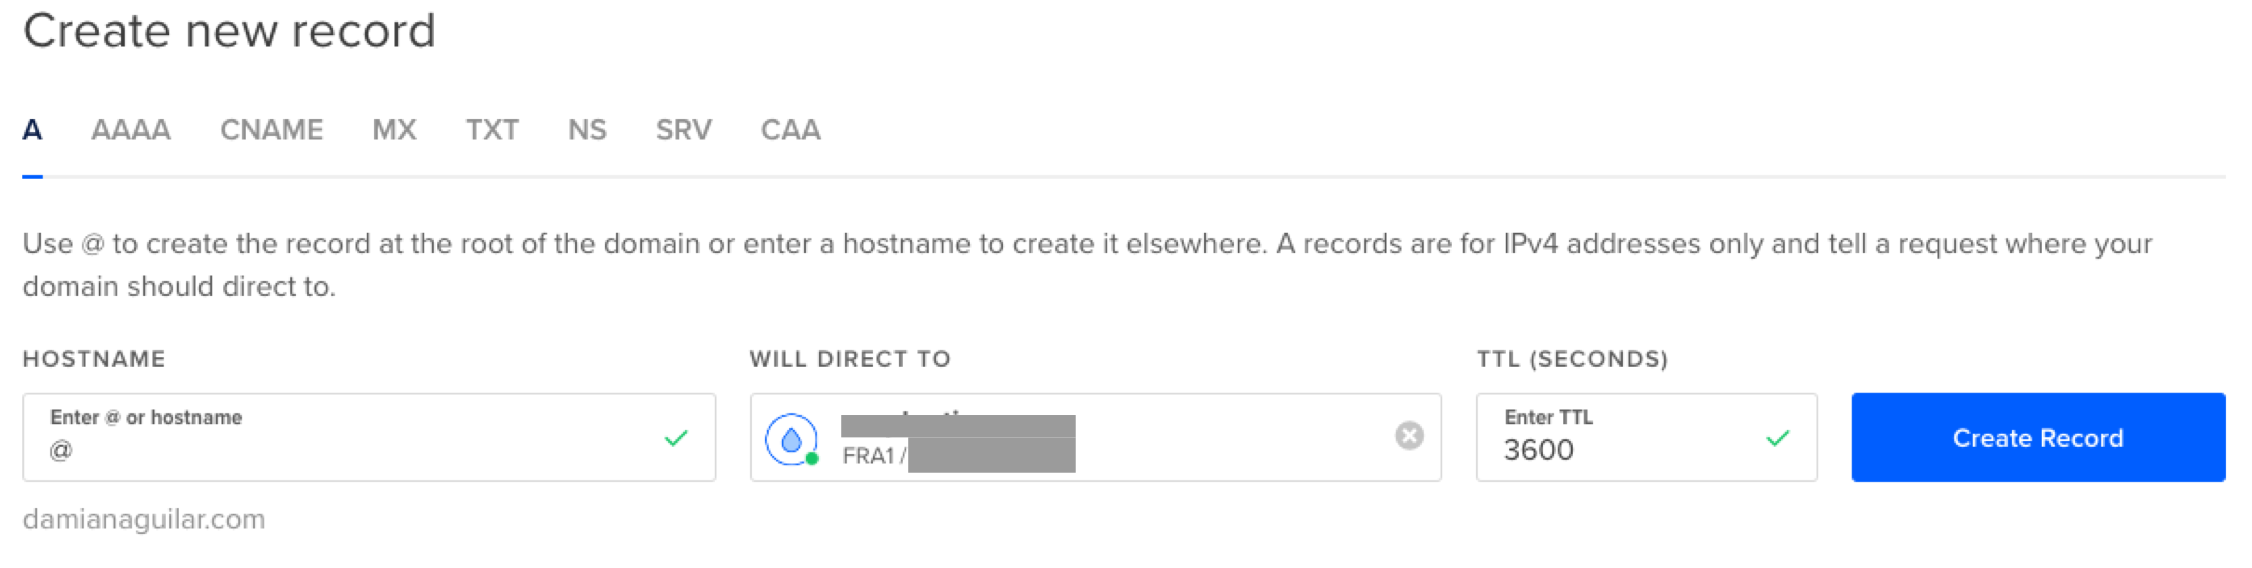 Create new record
A AAAA CNAME MX TXT NS SRV CAA
Use @ to create the record at the root of the domain or enter a hostname to create it elsewhere. A records are for IPv4 addresses only and tell a request where your
domain should direct to.
HOSTNAME WILL DIRECT TO TTL (SECONDS)
Enter @ or hostname Enter TTL
@ FRA1 / 3600 Create Record
damianaguilar.com